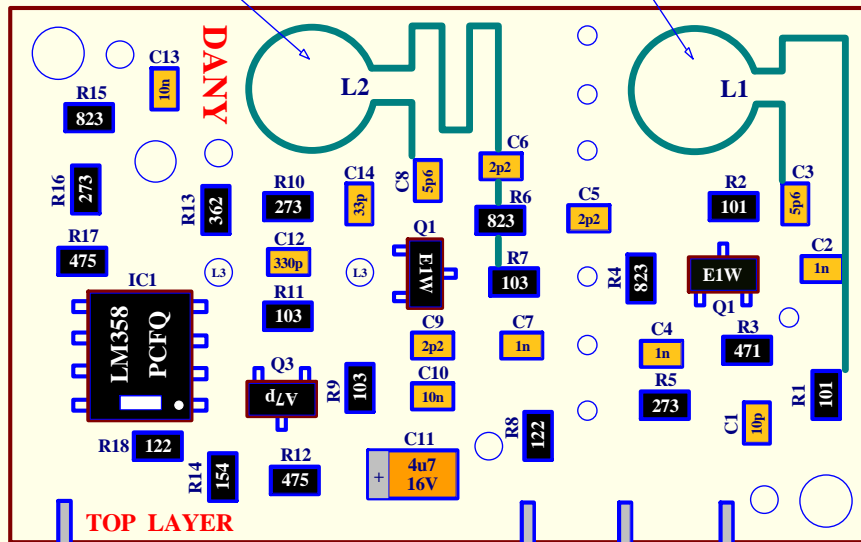 DANY
C13
10n
R15
823
R16
273
R17
475
IC1
LM358
PCFQ
R18
122
R14
154
R13
362
L3
R10
273
C12
330p
R11
103
Q3
A7p
R12
475
R9
103
C14
33p
L3
L2
C8
5p6
Q1
E1W
C9
2p2
C10
10n
C11
+
4u7
16V
C6
2p2
R6
823
R7
103
C7
1n
R8
122
C5
2p2
R4
823
C4
1n
R5
273
L1
R2
101
C3
5p6
E1W
Q1
C2
1n
R3
471
R1
101
C1
10p
TOP LAYER